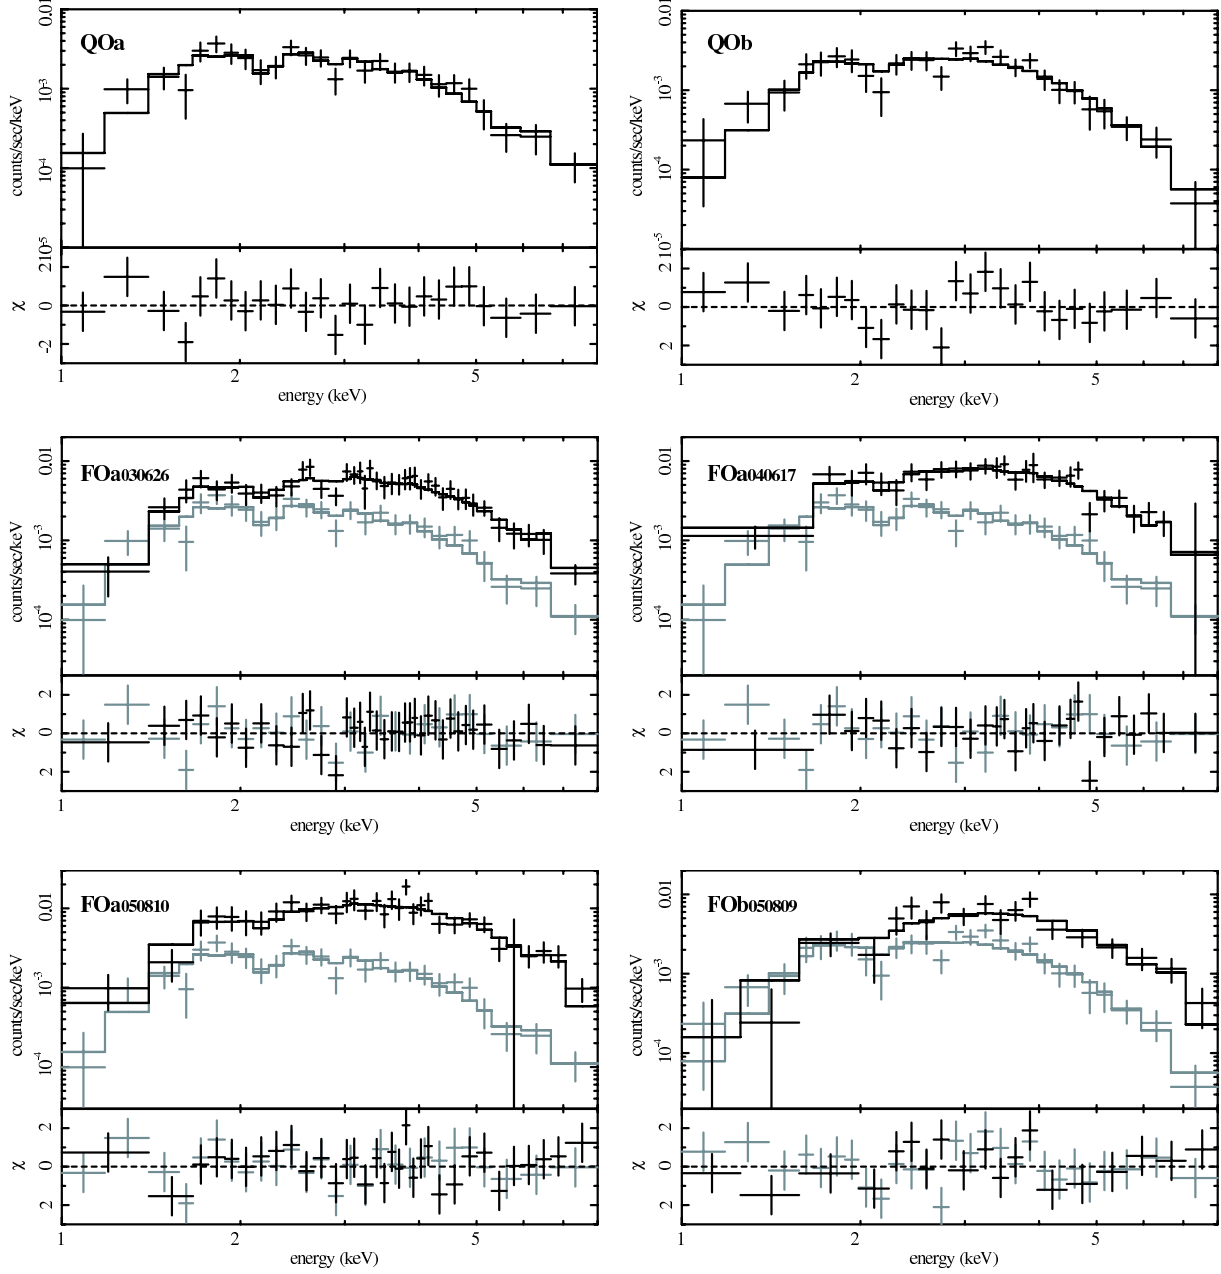 QOa
counts/sec/keV
0.01
10⁻³
10⁻⁴
10⁻⁵
χ
2
0
-2
1
2
5
energy (keV)
QOb
counts/sec/keV
0.01
10⁻³
10⁻⁴
10⁻⁵
χ
2
0
2
1
2
5
energy (keV)
FOa030626
counts/sec/keV
0.01
10⁻³
10⁻⁴
χ
2
0
2
1
2
5
energy (keV)
FOa040617
counts/sec/keV
0.01
10⁻³
10⁻⁴
χ
2
0
2
1
2
5
energy (keV)
FOa050810
counts/sec/keV
0.01
10⁻³
10⁻⁴
χ
2
0
2
1
2
5
energy (keV)
FOb050809
counts/sec/keV
0.01
10⁻³
10⁻⁴
χ
2
0
2
1
2
5
energy (keV)